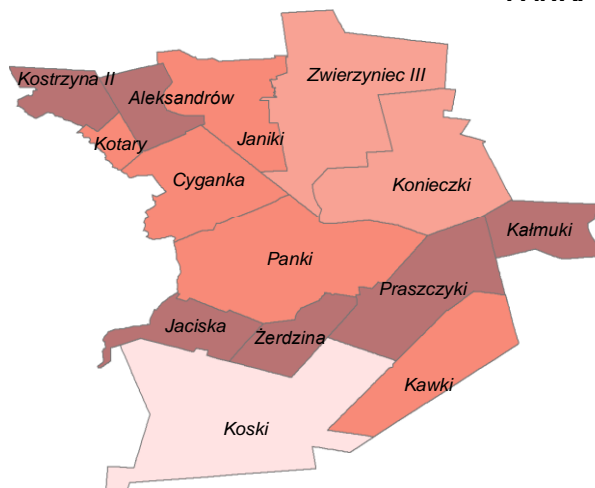 Zwierzyniec III
Kostrzyna II
Aleksandrów
Janiki
Kotary
Cyganka
Konieczki
Kałmuki
Panki
Praszczyki
Jaciska
Żerdzina
Kawki
Koski